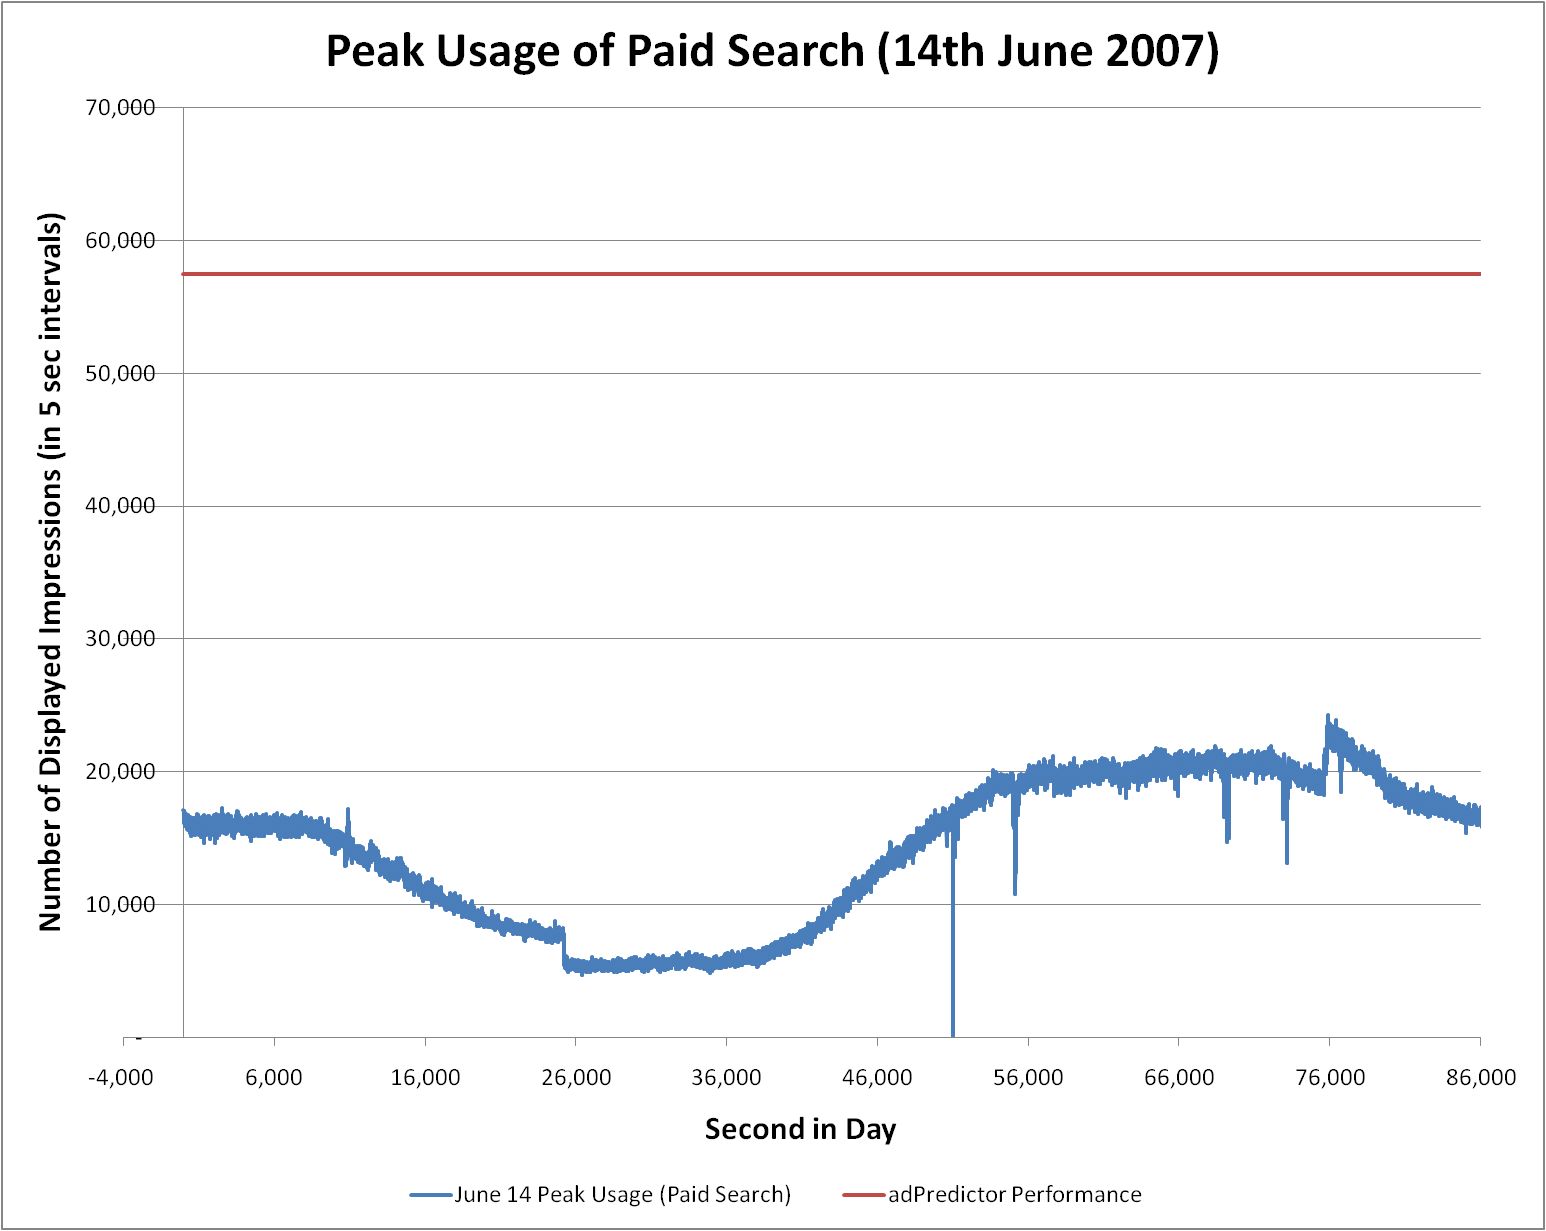 Peak Usage of Paid Search (14th June 2007)
Number of Displayed Impressions (in 5 sec intervals)
70,000
60,000
50,000
40,000
30,000
20,000
10,000
-
-4,000 6,000 16,000 26,000 36,000 46,000 56,000 66,000 76,000 86,000
Second in Day
June 14 Peak Usage (Paid Search) adPredictor Performance